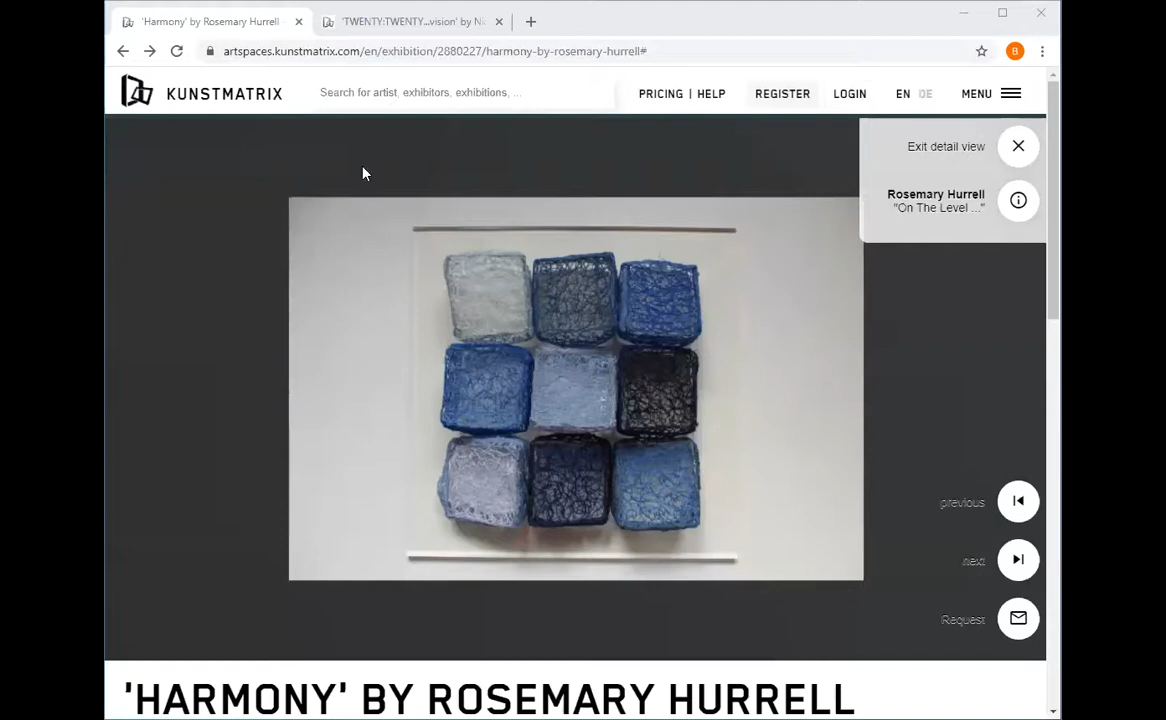 'Harmony' by Rosemary Hurrell
'TWENTY:TWENTY...vision' by Ni
artspaces.kunstmatrix.com/en/exhibition/2880227/harmony-by-rosemary-hurrell#
B
KUNSTMATRIX
Search for artist, exhibitors, exhibitions, ...
PRICING | HELP
REGISTER
LOGIN
EN DE
MENU
Exit detail view
Rosemary Hurrell
"On The Level ..."
previous
next
Request
'HARMONY' BY ROSEMARY HURRELL